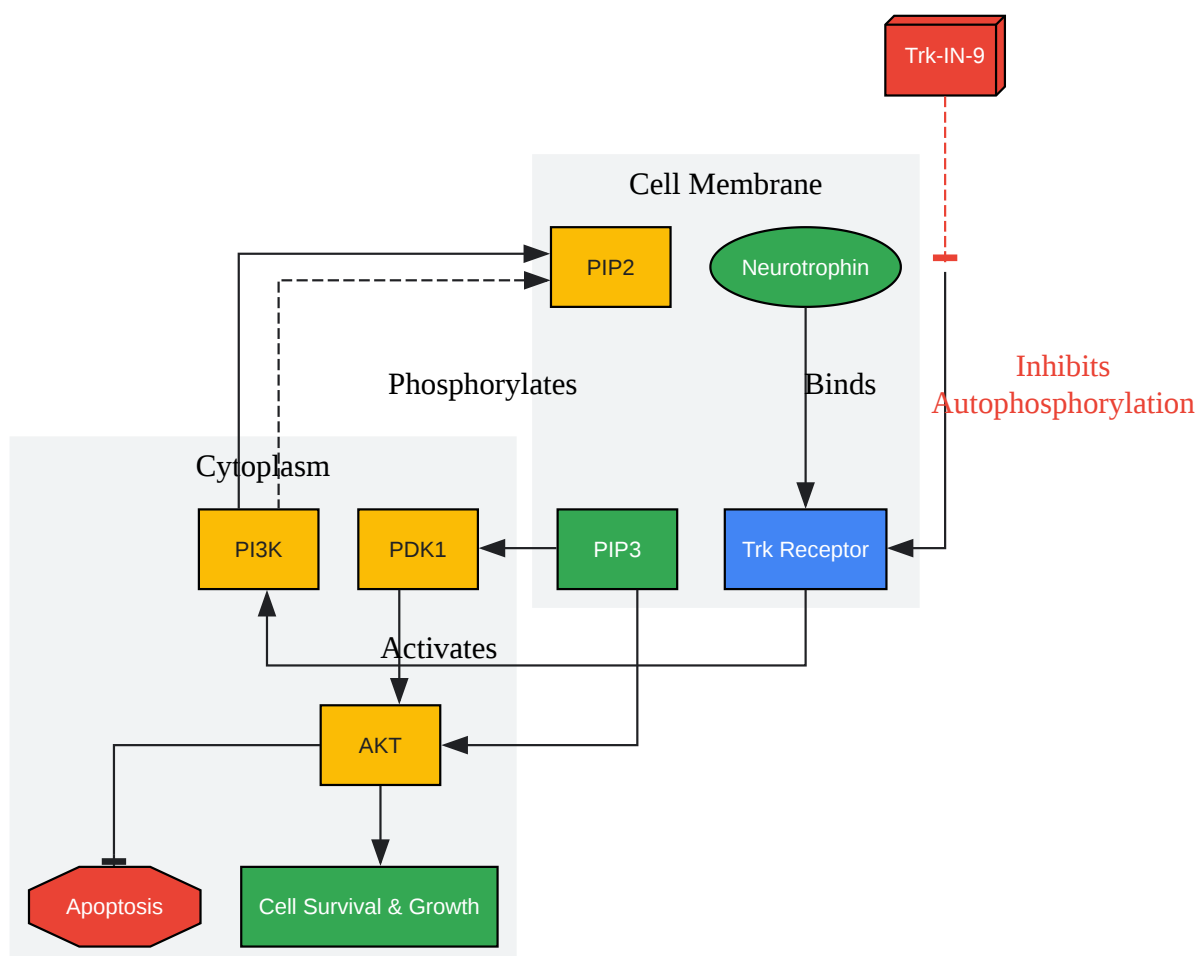 Trk-IN-9
Cell Membrane
PIP2
Neurotrophin
Inhibits
Autophosphorylation
Phosphorylates
Binds
Cytoplasm
PI3K
PDK1
PIP3
Trk Receptor
Activates
AKT
Apoptosis
Cell Survival & Growth